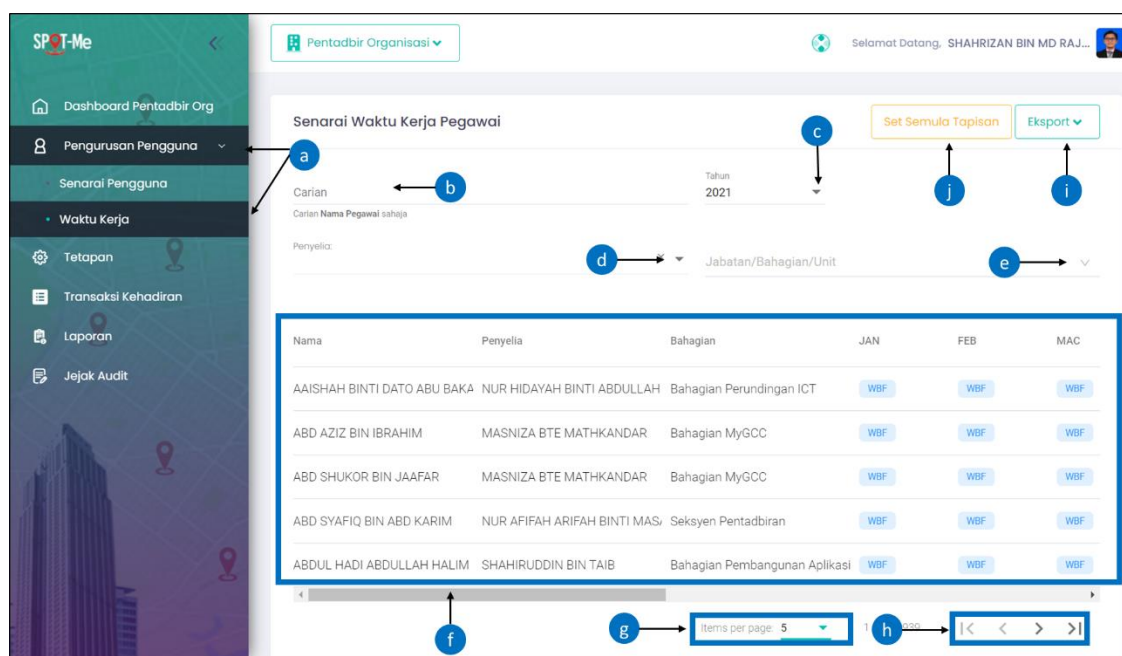 SPOT-Me
Pentadbir Organisasi
Selamat Datang, SHAHRIZAN BIN MD RAJ...
Dashboard Pentadbir Org
Pengurusan Pengguna
Senarai Pengguna
Waktu Kerja
Tetapan
Transaksi Kehadiran
Laporan
Jejak Audit
Senarai Waktu Kerja Pegawai
Set Semula Tapisan
Eksport
a
c
j
i
Carian
b
Tahun
2021
Carian Nama Pegawai sahaja
Penyelia:
d
Jabatan/Bahagian/Unit
e
Nama Penyelia Bahagian JAN FEB MAC
AAISHAH BINTI DATO ABU BAKA NUR HIDAYAH BINTI ABDULLAH Bahagian Perundingan ICT WBF WBF WBF
ABD AZIZ BIN IBRAHIM MASNIZA BTE MATHKANDAR Bahagian MyGCC WBF WBF WBF
ABD SHUKOR BIN JAAFAR MASNIZA BTE MATHKANDAR Bahagian MyGCC WBF WBF WBF
ABD SYAFIQ BIN ABD KARIM NUR AFIFAH ARIFAH BINTI MAS Seksyen Pentadbiran WBF WBF WBF
ABDUL HADI ABDULLAH HALIM SHAHIRUDDIN BIN TAIB Bahagian Pembangunan Aplikasi WBF WBF WBF
f
g
Items per page: 5
h